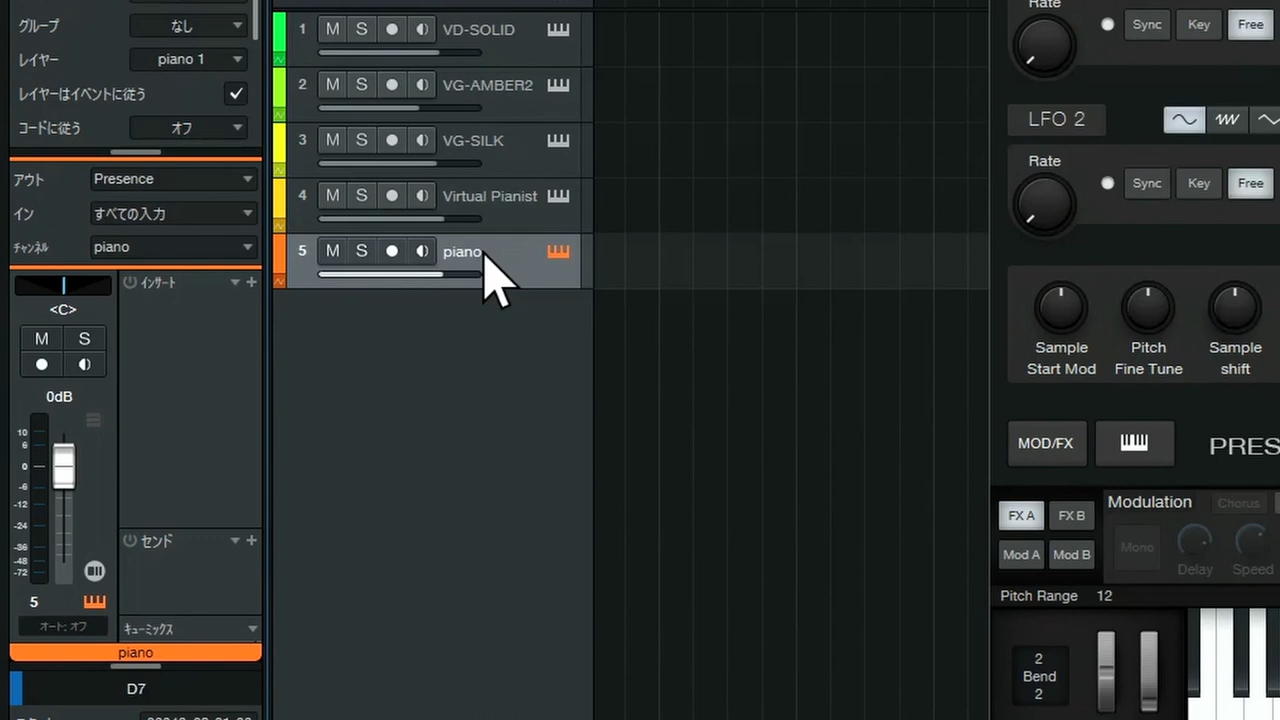 グループ
なし
レイヤー
piano 1
レイヤーはイベントに従う
コードに従う
オフ
アウト
Presence
イン
すべての入力
チャンネル
piano
<C>
M S
0dB
10
6
0
-6
-12
-24
-36
-48
-72
5
オート: オフ
インサート
センド
キューミックス
piano
D7
1 M S VD-SOLID
2 M S VG-AMBER2
3 M S VG-SILK
4 M S Virtual Pianist
5 M S piano
Rate
Sync Key Free
LFO 2
Rate
Sync Key Free
Sample Start Mod
Pitch Fine Tune
Sample shift
MOD/FX
PRES
FX A FX B
Mod A Mod B
Modulation
Chorus
Mono
Delay
Speed
Pitch Range 12
2
Bend
2